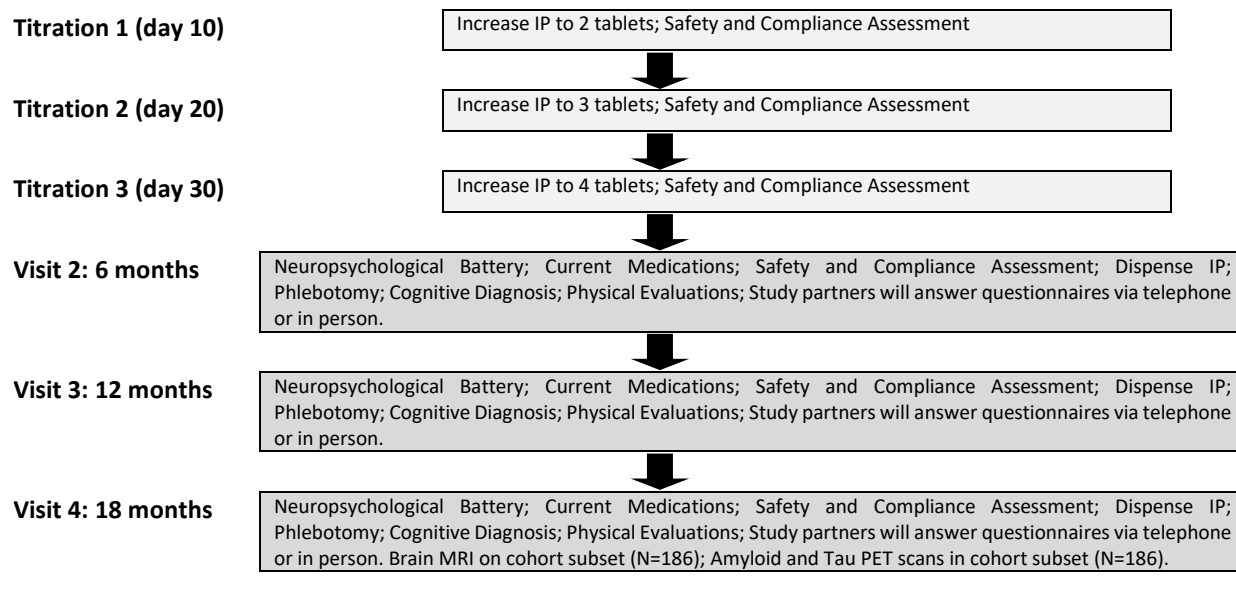 Titration 1 (day 10)
Increase IP to 2 tablets; Safety and Compliance Assessment
Titration 2 (day 20)
Increase IP to 3 tablets; Safety and Compliance Assessment
Titration 3 (day 30)
Increase IP to 4 tablets; Safety and Compliance Assessment
Visit 2: 6 months
Neuropsychological Battery; Current Medications; Safety and Compliance Assessment; Dispense IP;
Phlebotomy; Cognitive Diagnosis; Physical Evaluations; Study partners will answer questionnaires via telephone
or in person.
Visit 3: 12 months
Neuropsychological Battery; Current Medications; Safety and Compliance Assessment; Dispense IP;
Phlebotomy; Cognitive Diagnosis; Physical Evaluations; Study partners will answer questionnaires via telephone
or in person.
Visit 4: 18 months
Neuropsychological Battery; Current Medications; Safety and Compliance Assessment; Dispense IP;
Phlebotomy; Cognitive Diagnosis; Physical Evaluations; Study partners will answer questionnaires via telephone
or in person. Brain MRI on cohort subset (N=186); Amyloid and Tau PET scans in cohort subset (N=186).